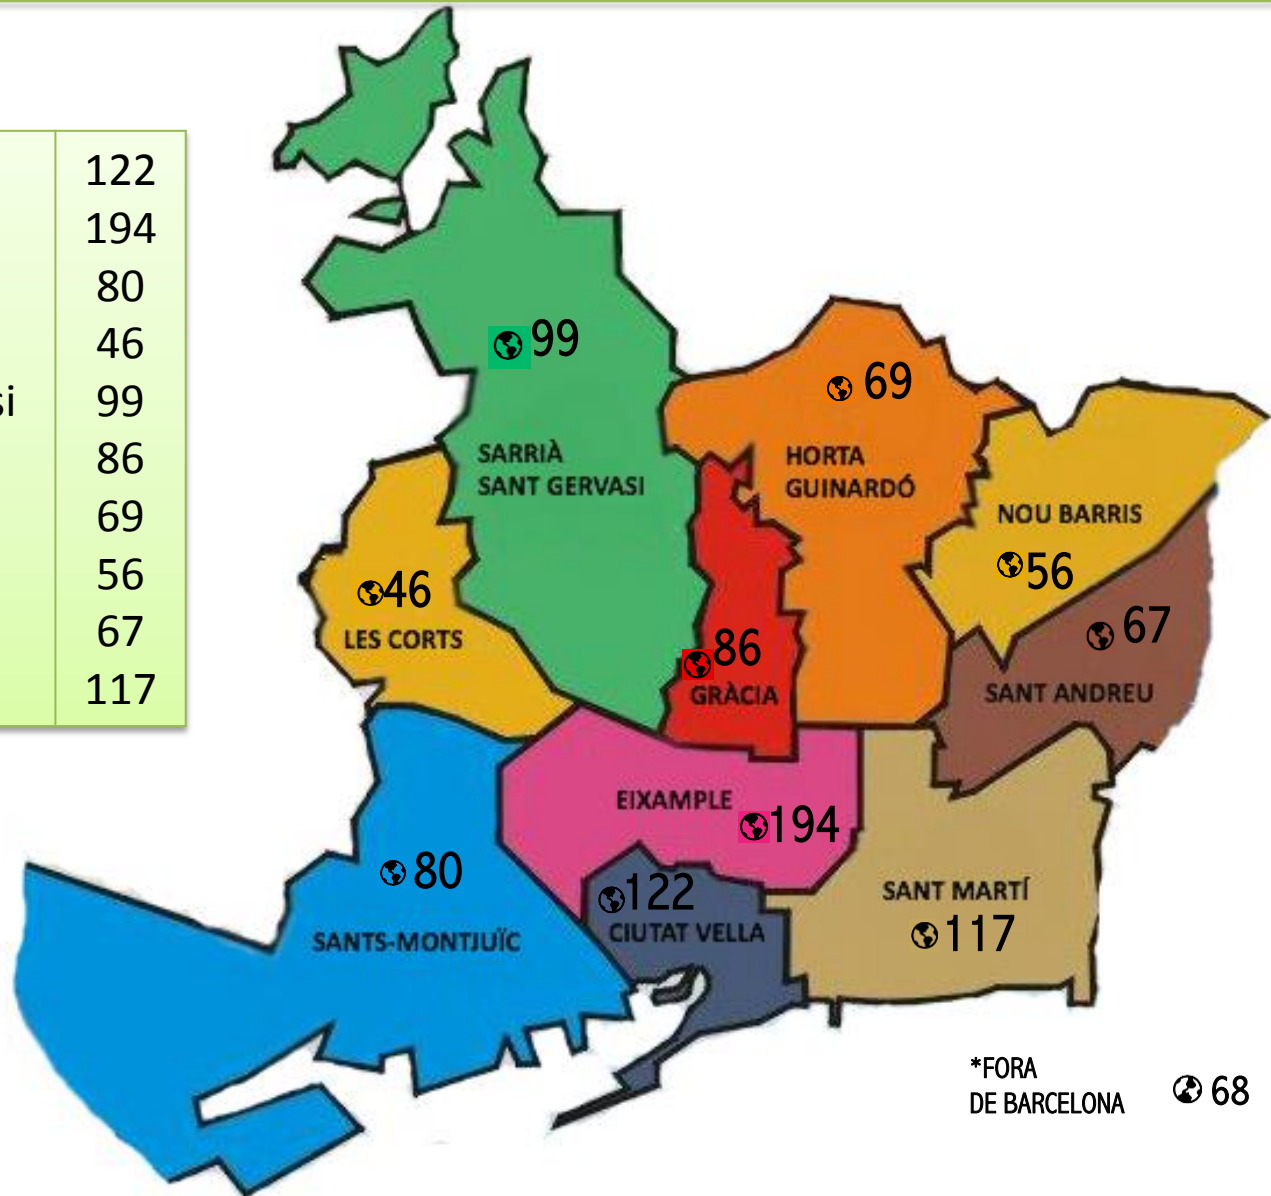 122
194
80
46
si 99
86
69
56
67
117
99
69
SARRIÀ
SANT GERVASI
HORTA
GUINARDÓ
NOU BARRIS
56
46
LES CORTS
67
86
GRÀCIA
SANT ANDREU
EIXAMPLE
194
80
122
SANT MARTÍ
117
SANTS-MONTJUÏC
CIUTAT VELLA
*FORA
DE BARCELONA 68